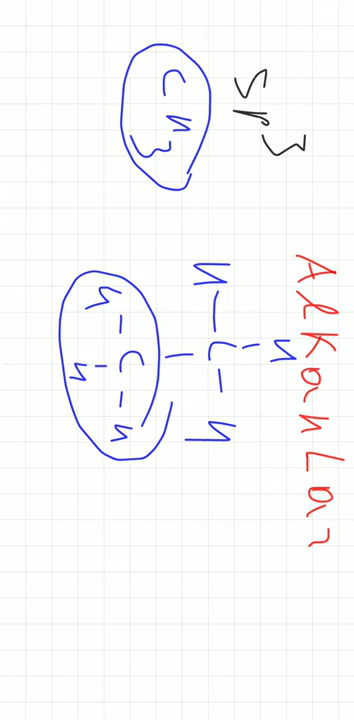 AlKanLar
sp3
H
H - C - H
CH3
H - C - H
H